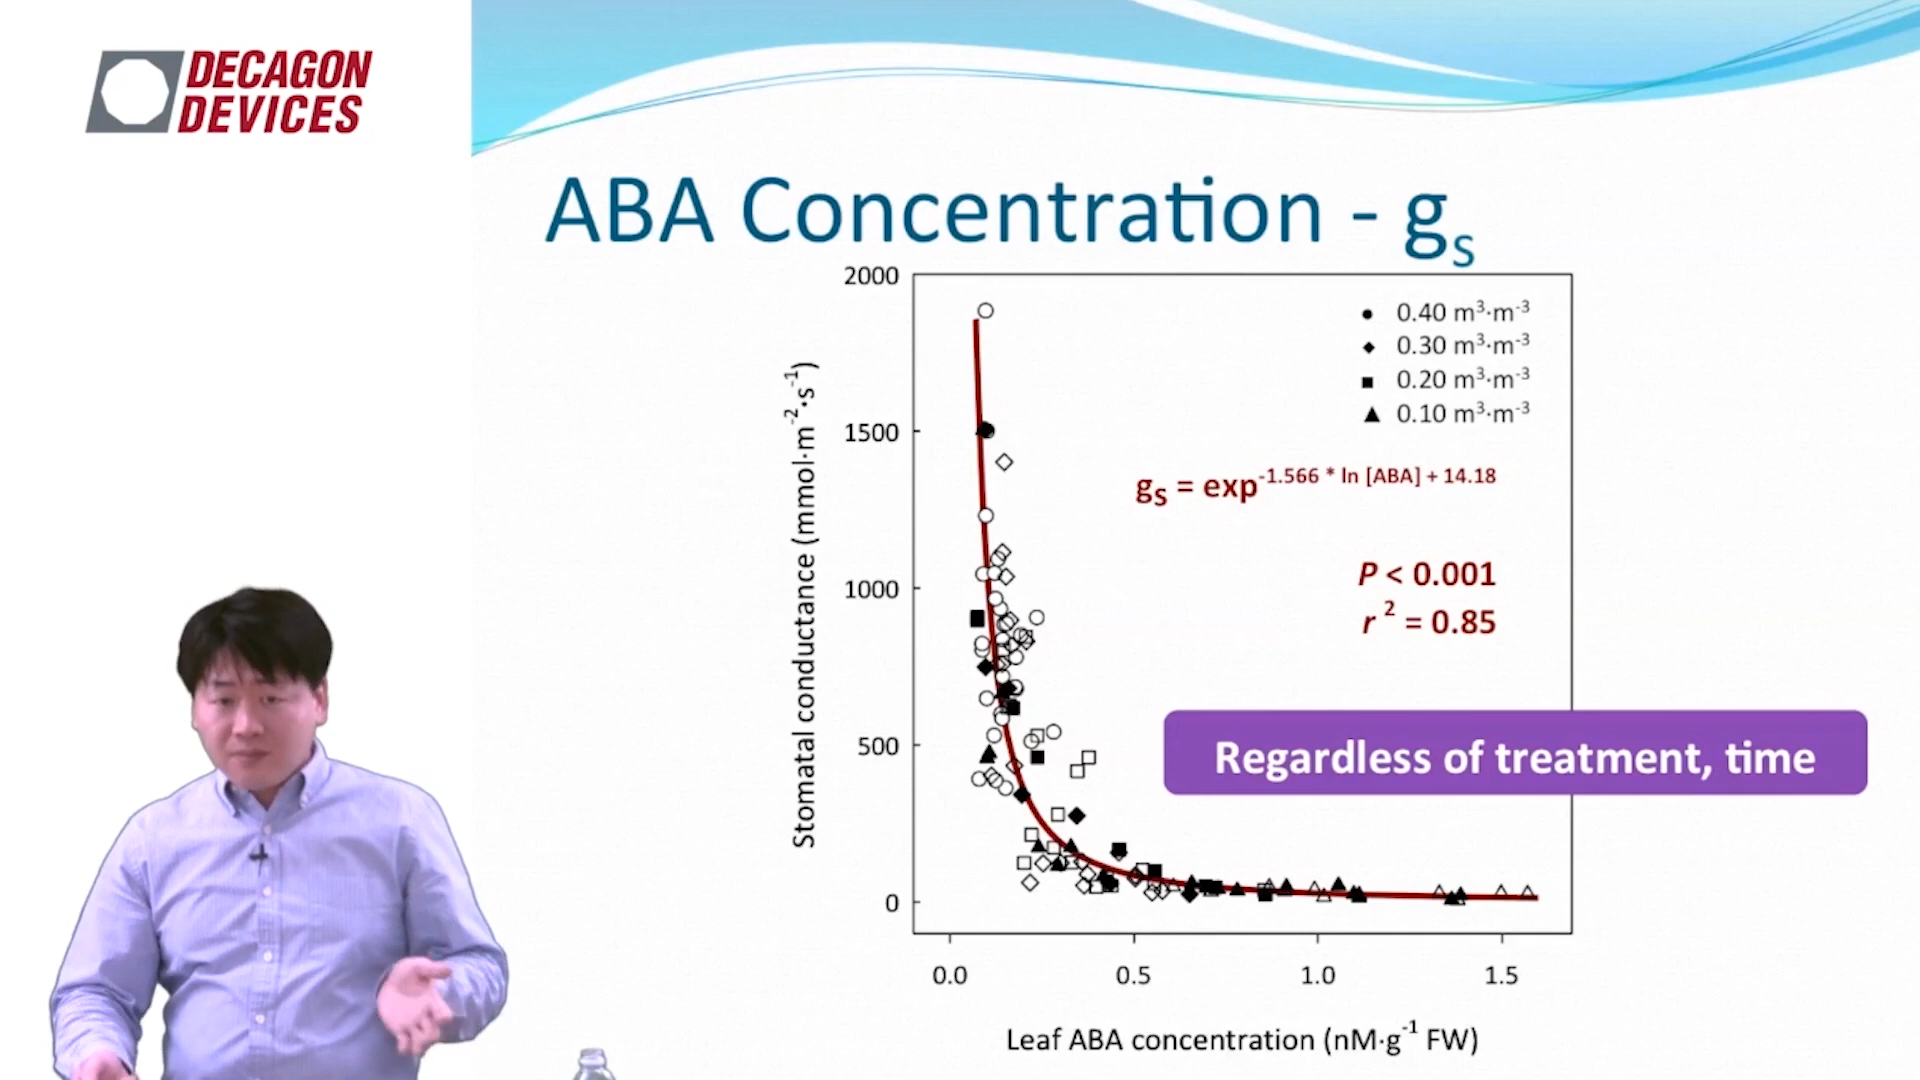 DECAGON
DEVICES
ABA Concentration - gs
2000
1500
1000
500
0
Stomatal conductance (mmol·m⁻²·s⁻¹)
0.40 m³·m⁻³
0.30 m³·m⁻³
0.20 m³·m⁻³
0.10 m³·m⁻³
gS = exp^-1.566 * ln [ABA] + 14.18
P < 0.001
r ² = 0.85
Regardless of treatment, time
0.0 0.5 1.0 1.5
Leaf ABA concentration (nM·g⁻¹ FW)